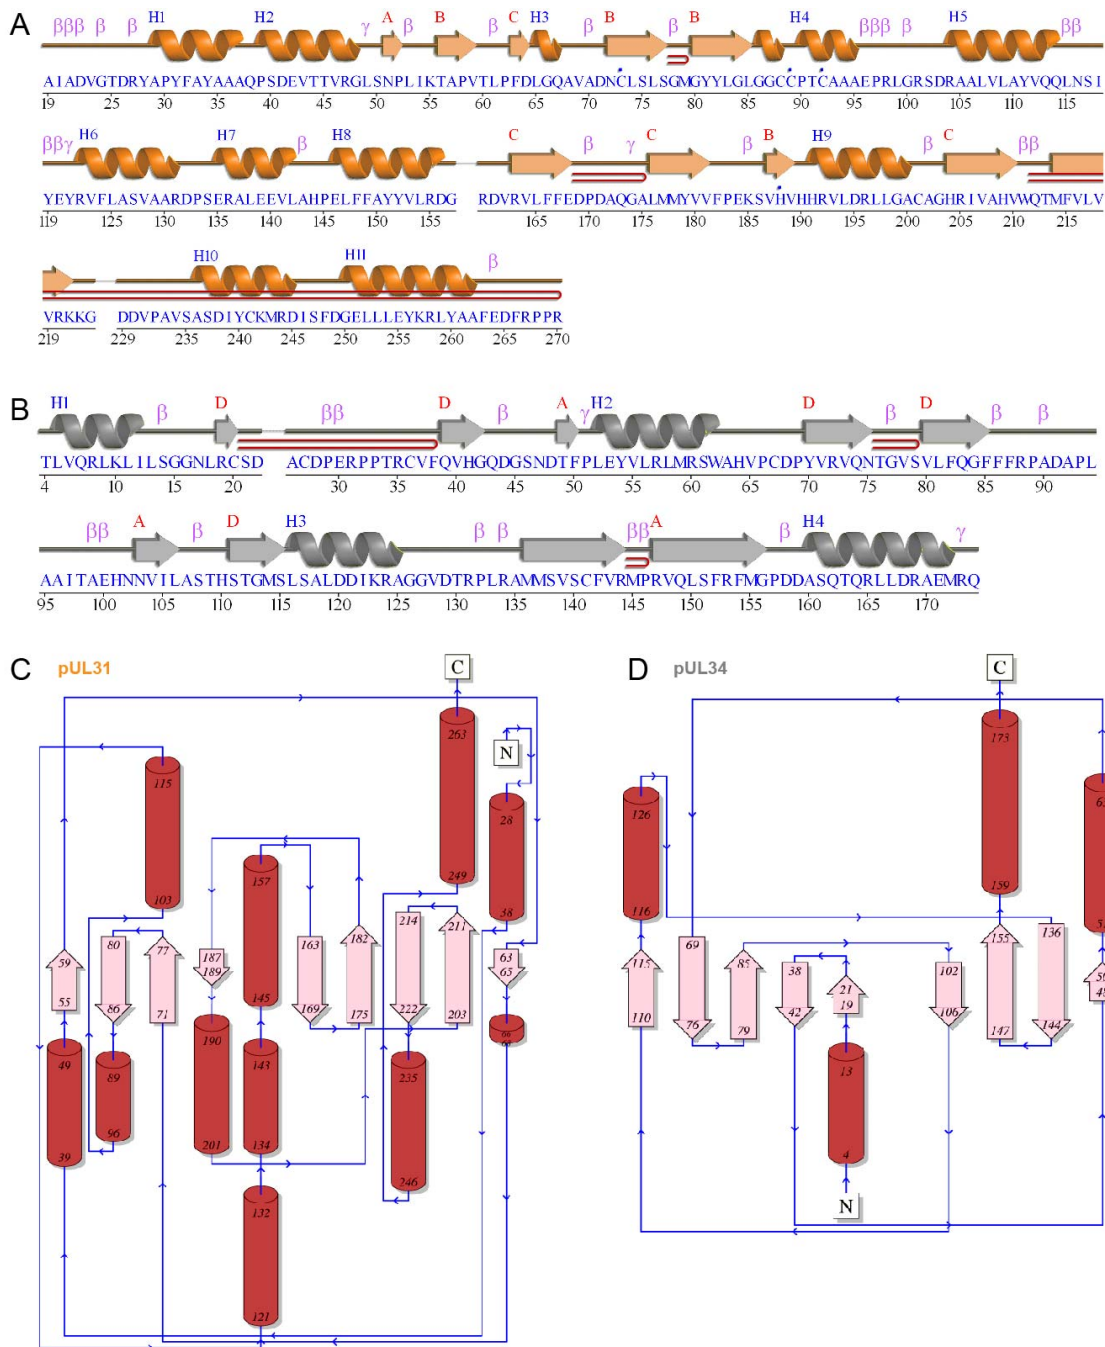 A
ββββ β H1 H2 γ A β B β C H3 β B β B H4 βββ β H5 ββ
AIADVGTDRYAPYFAYAAAQPSDEVTTVRGLSNPLIKTAPVTLPFDLGQAVADNCLSLSGMGYYLGLGGCCPTCAAAEPRLGRSDRAALVLAYVQQLNSI
19 25 30 35 40 45 50 55 60 65 70 75 80 85 90 95 100 105 110 115
ββγ H6 H7 β H8 C β γ C β B H9 β C ββ
YEYRVFLASVAARDPSERALEEVLAHPELFFAYYVLRDG RDVRVLFFEDPDAQGALMMYVVFPEKSVHVHHRVLDRLLGACAGHRIVAHVWQTMFVLV
119 125 130 135 140 145 150 155 165 170 175 180 185 190 195 200 205 210 215
H10 H11 β
VRKKG DDVPAVSASDIYCKMRDISFDGELLLEYKRLYAAFEDFRPPR
219 229 235 240 245 250 255 260 265 270
B
H1 β D ββ D β A γ H2 D β D β β
TLVQRLKLILSGGNLRCSD ACDPERPPTRCVFQVHGQDGSNDTFPLEYVLRLMRSWAHVPCDPYVRVQNTGVSVLFQGFFFRPADAPL
4 10 15 20 30 35 40 45 50 55 60 65 70 75 80 85 90
ββ A β D H3 β β ββ A β H4 γ
AAITAEHNNVILASTHSTGMSLSALDDIKRAGGVDTRPLRAMMSVSCFVRMPRVQLSFRFMGPDDASQTQRLLDRAEMRQ
95 100 105 110 115 120 125 130 135 140 145 150 155 160 165 170
C pUL31
C
N
263
115
28
157
103
249
38
59 80 77 187 189 163 182 214 211 63 65
55 86 71 145 169 175 222 203
49 89 190 143 235
39 96 201 134 246
132
121
D pUL34
C
173
126
116 159
115 69 85 38 21 19 102 155 136
110 76 79 42 106 147 144
13
4
N